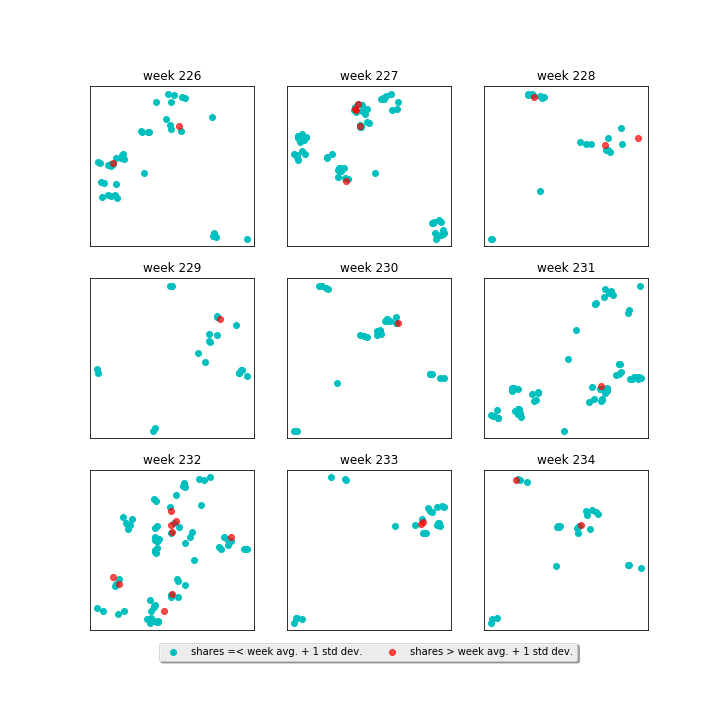 week 226
week 227
week 228
week 229
week 230
week 231
week 232
week 233
week 234
shares =< week avg. + 1 std dev.
shares > week avg. + 1 std dev.